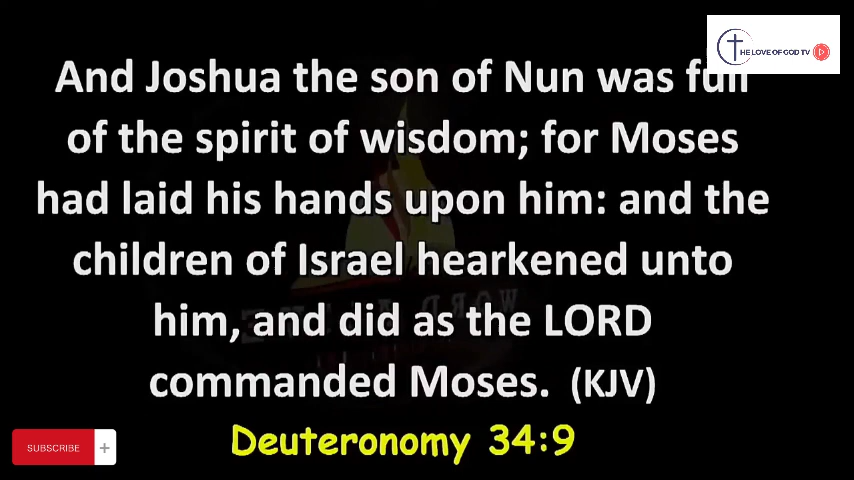 THE LOVE OF GOD TV
And Joshua the son of Nun was full
of the spirit of wisdom; for Moses
had laid his hands upon him: and the
children of Israel hearkened unto
him, and did as the LORD
commanded Moses. (KJV)
Deuteronomy 34:9
SUBSCRIBE +